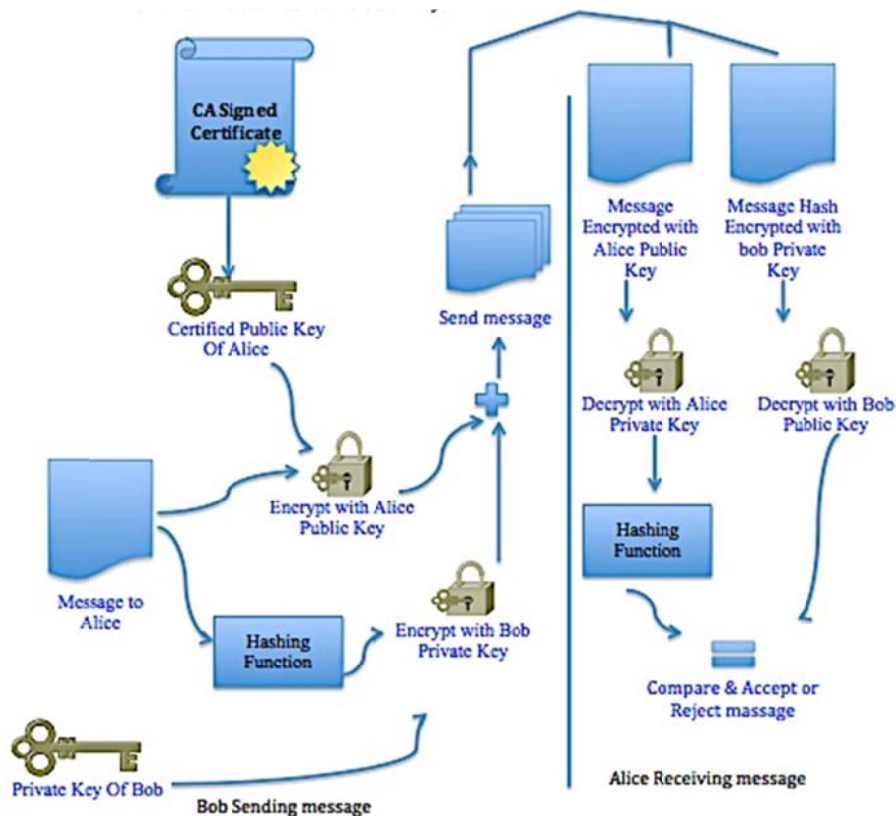 CA Signed
Certificate
Certified Public Key
Of Alice
Message to
Alice
Encrypt with Alice
Public Key
Hashing
Function
Encrypt with Bob
Private Key
Private Key Of Bob
Bob Sending message
Send message
Message
Encrypted with
Alice Public
Key
Message Hash
Encrypted with
bob Private
Key
Decrypt with Alice
Private Key
Decrypt with Bob
Public Key
Hashing
Function
Compare & Accept or
Reject massage
Alice Receiving message